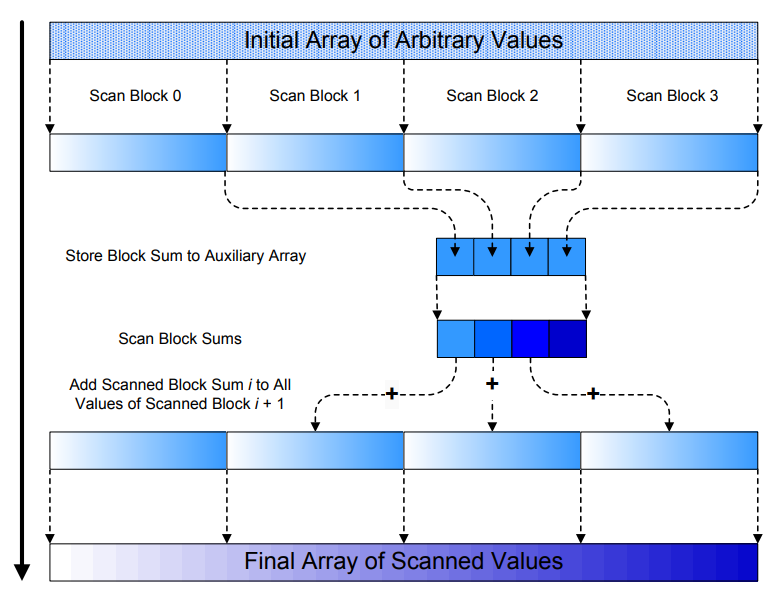 Initial Array of Arbitrary Values
Scan Block 0
Scan Block 1
Scan Block 2
Scan Block 3
Store Block Sum to Auxiliary Array
Scan Block Sums
Add Scanned Block Sum i to All
Values of Scanned Block i + 1
+
+
+
Final Array of Scanned Values